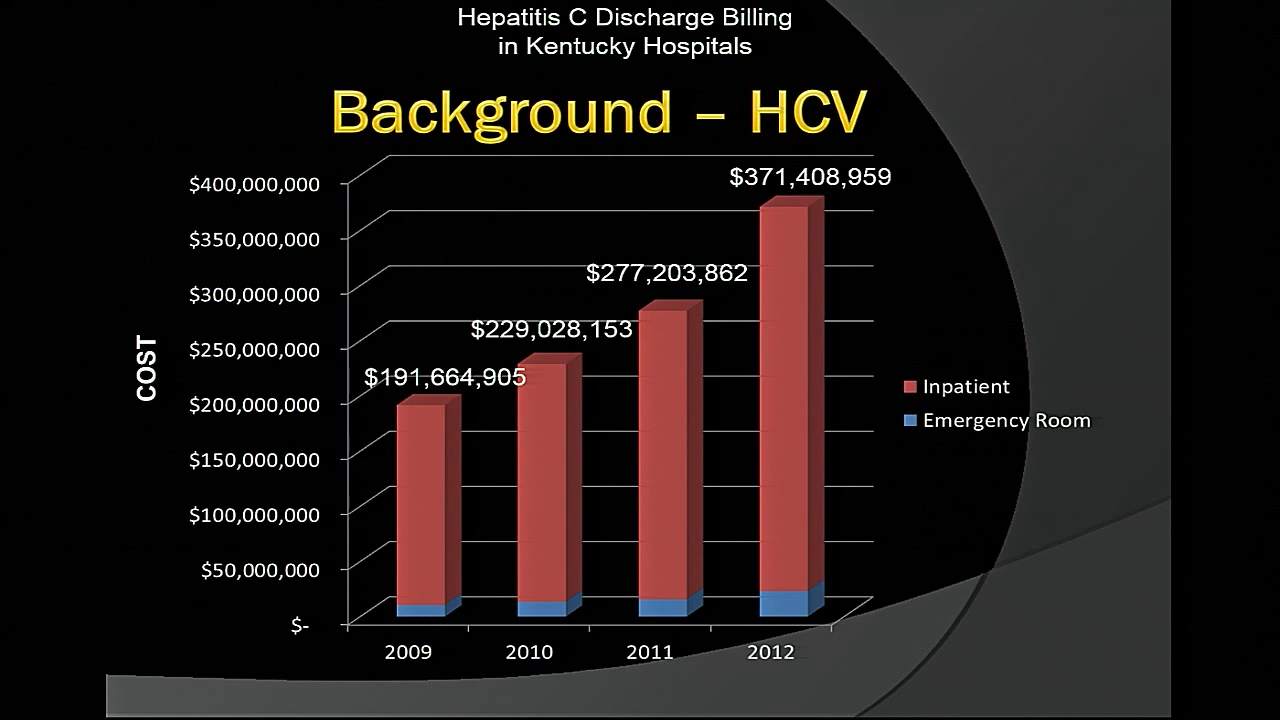 Hepatitis C Discharge Billing
in Kentucky Hospitals
Background – HCV
$400,000,000
$350,000,000
$300,000,000
$250,000,000
$200,000,000
$150,000,000
$100,000,000
$50,000,000
$-
COST
$191,664,905
$229,028,153
$277,203,862
$371,408,959
2009
2010
2011
2012
Inpatient
Emergency Room